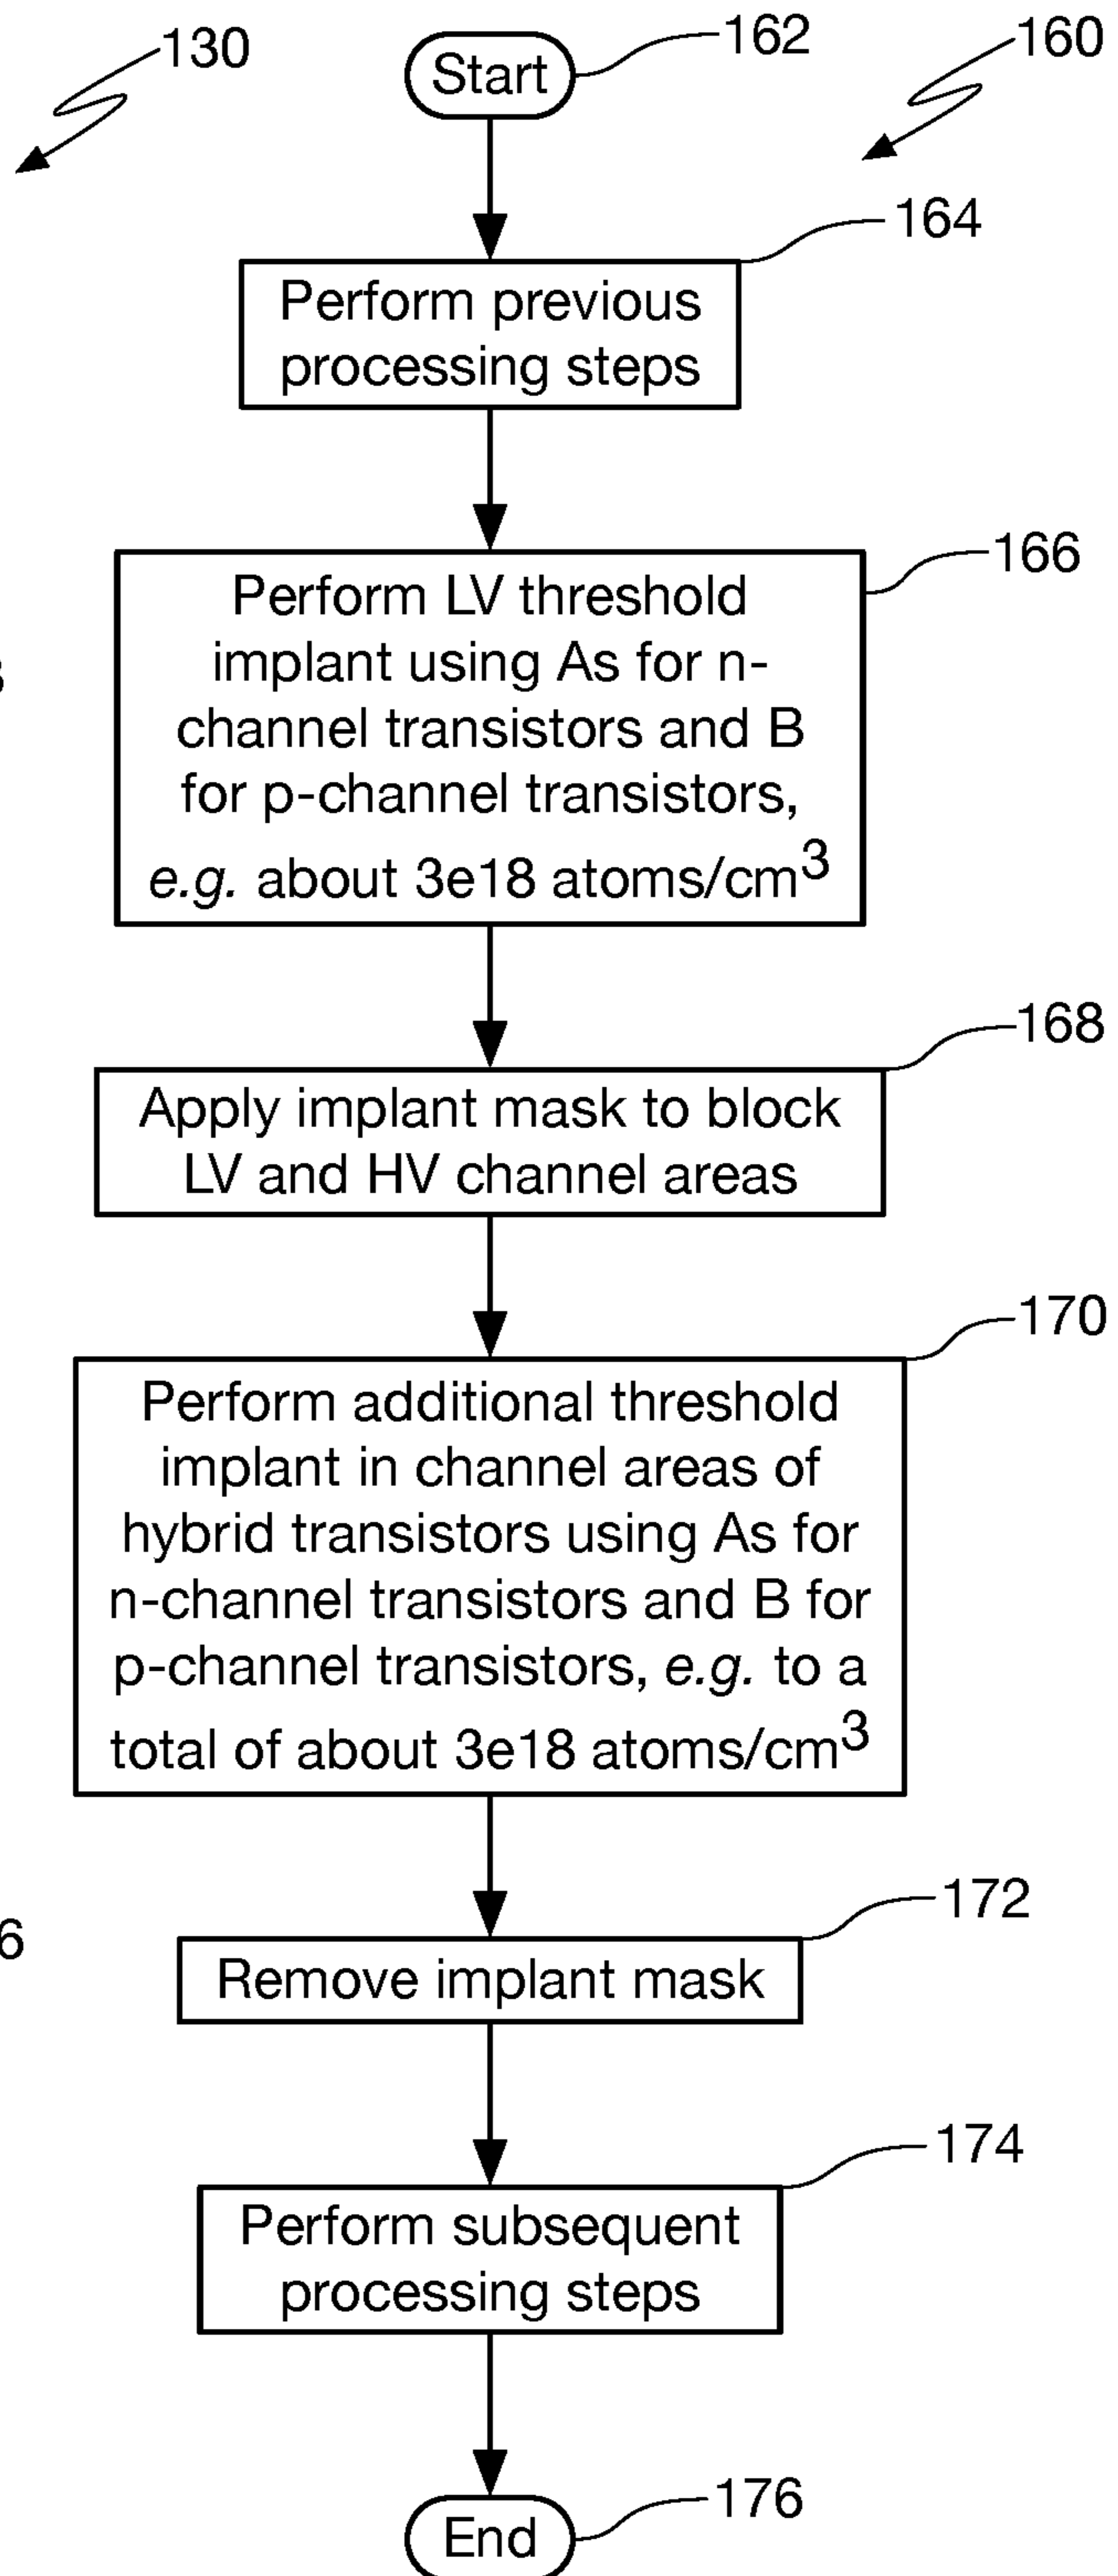 130
Start
162
160
164
Perform previous
processing steps
166
Perform LV threshold
implant using As for n-
channel transistors and B
for p-channel transistors,
e.g. about 3e18 atoms/cm³
168
Apply implant mask to block
LV and HV channel areas
170
Perform additional threshold
implant in channel areas of
hybrid transistors using As for
n-channel transistors and B for
p-channel transistors, e.g. to a
total of about 3e18 atoms/cm³
172
6
Remove implant mask
174
Perform subsequent
processing steps
176
End